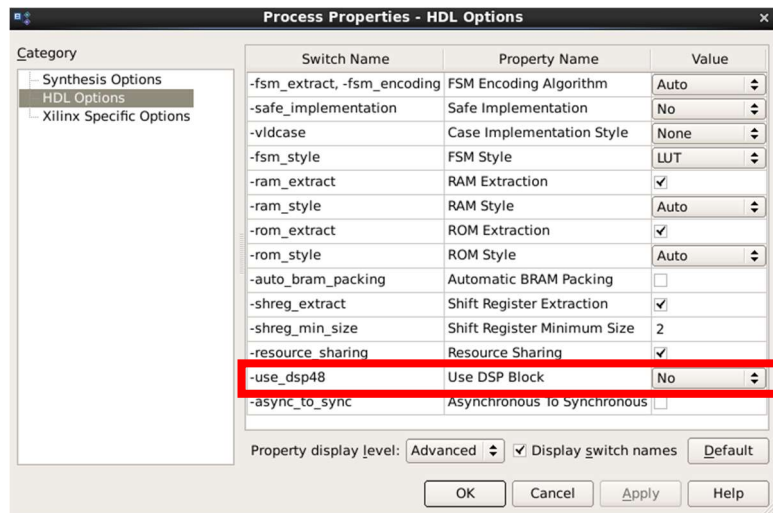 Process Properties - HDL Options
Category
Synthesis Options
HDL Options
Xilinx Specific Options
Switch Name Property Name Value
-fsm_extract, -fsm_encoding FSM Encoding Algorithm Auto
-safe_implementation Safe Implementation No
-vldcase Case Implementation Style None
-fsm_style FSM Style LUT
-ram_extract RAM Extraction
-ram_style RAM Style Auto
-rom_extract ROM Extraction
-rom_style ROM Style Auto
-auto_bram_packing Automatic BRAM Packing
-shreg_extract Shift Register Extraction
-shreg_min_size Shift Register Minimum Size 2
-resource_sharing Resource Sharing
-use_dsp48 Use DSP Block No
-async_to_sync Asynchronous To Synchronous
Property display level: Advanced Display switch names Default
OK Cancel Apply Help